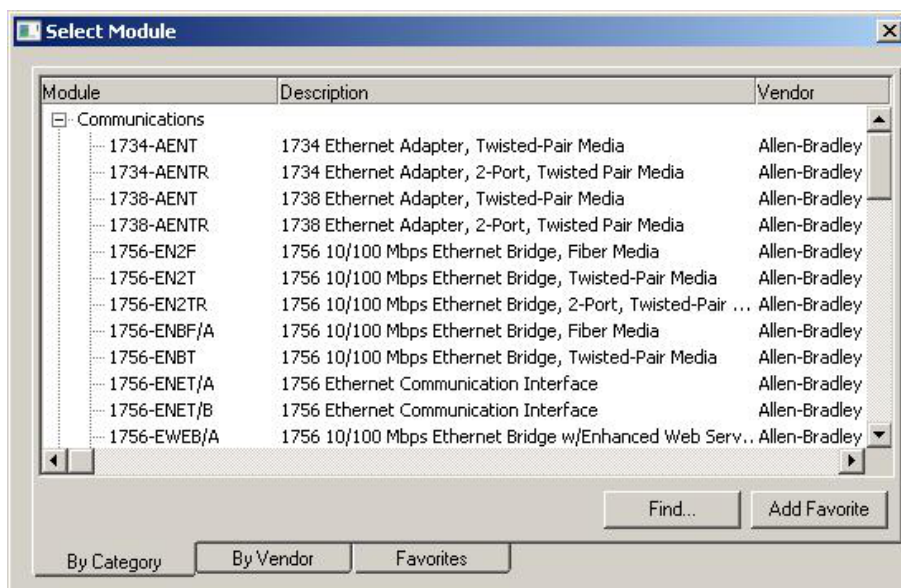 Select Module
Module Description Vendor
Communications
1734-AENT 1734 Ethernet Adapter, Twisted-Pair Media Allen-Bradley
1734-AENTR 1734 Ethernet Adapter, 2-Port, Twisted Pair Media Allen-Bradley
1738-AENT 1738 Ethernet Adapter, Twisted-Pair Media Allen-Bradley
1738-AENTR 1738 Ethernet Adapter, 2-Port, Twisted Pair Media Allen-Bradley
1756-EN2F 1756 10/100 Mbps Ethernet Bridge, Fiber Media Allen-Bradley
1756-EN2T 1756 10/100 Mbps Ethernet Bridge, Twisted-Pair Media Allen-Bradley
1756-EN2TR 1756 10/100 Mbps Ethernet Bridge, 2-Port, Twisted-Pair ... Allen-Bradley
1756-ENBF/A 1756 10/100 Mbps Ethernet Bridge, Fiber Media Allen-Bradley
1756-ENBT 1756 10/100 Mbps Ethernet Bridge, Twisted-Pair Media Allen-Bradley
1756-ENET/A 1756 Ethernet Communication Interface Allen-Bradley
1756-ENET/B 1756 Ethernet Communication Interface Allen-Bradley
1756-EWEB/A 1756 10/100 Mbps Ethernet Bridge w/Enhanced Web Serv.. Allen-Bradley
Find... Add Favorite
By Category By Vendor Favorites